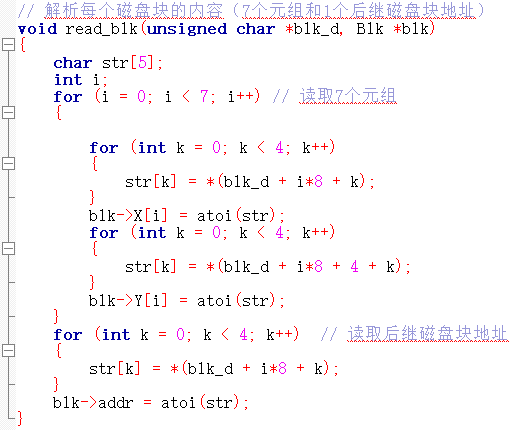 // 解析每个磁盘块的内容（7个元组和1个后继磁盘块地址）
void read_blk(unsigned char *blk_d, Blk *blk)
{
    char str[5];
    int i;
    for (i = 0; i < 7; i++) // 读取7个元组
    {
        for (int k = 0; k < 4; k++)
        {
            str[k] = *(blk_d + i*8 + k);
        }
        blk->X[i] = atoi(str);
        for (int k = 0; k < 4; k++)
        {
            str[k] = *(blk_d + i*8 + 4 + k);
        }
        blk->Y[i] = atoi(str);
    }
    for (int k = 0; k < 4; k++)  // 读取后继磁盘块地址
    {
        str[k] = *(blk_d + i*8 + k);
    }
    blk->addr = atoi(str);
}